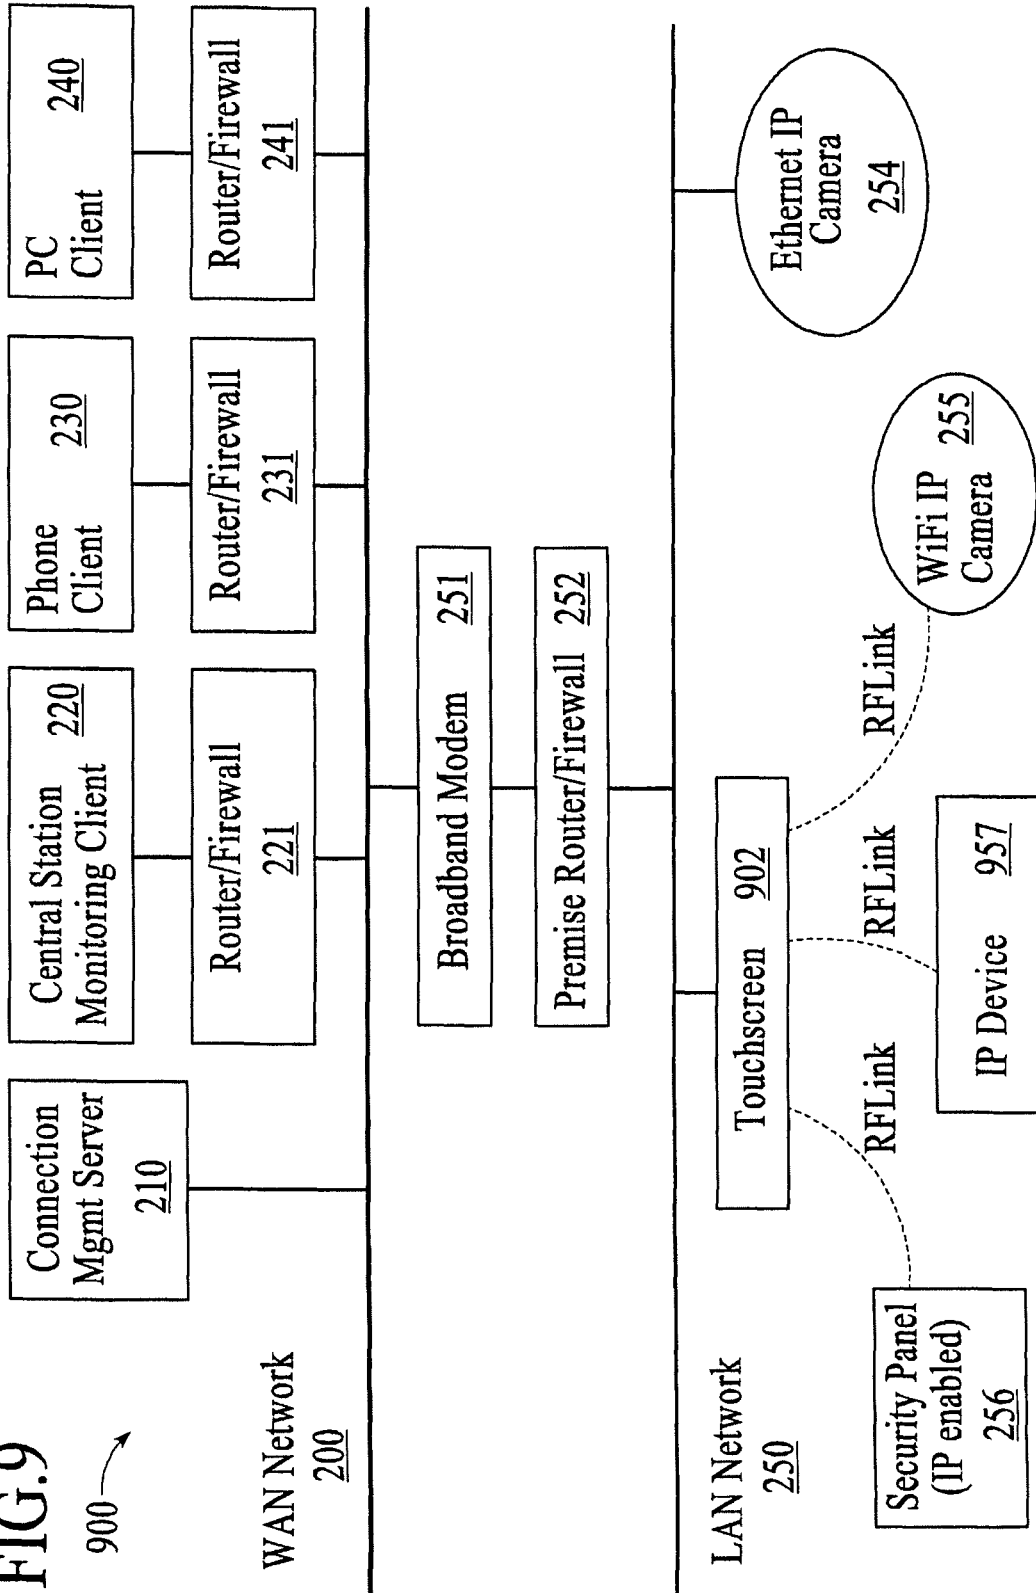 FIG.9
900
Connection
Mgmt Server
210
Central Station
Monitoring Client 220
Phone
Client 230
PC
Client 240
Router/Firewall
221
Router/Firewall
231
Router/Firewall
241
WAN Network
200
Broadband Modem 251
Premise Router/Firewall 252
LAN Network
250
Touchscreen 902
Ethernet IP
Camera
254
RFLink
RFLink
RFLink
Security Panel
(IP enabled)
256
IP Device 957
WiFi IP
Camera 255